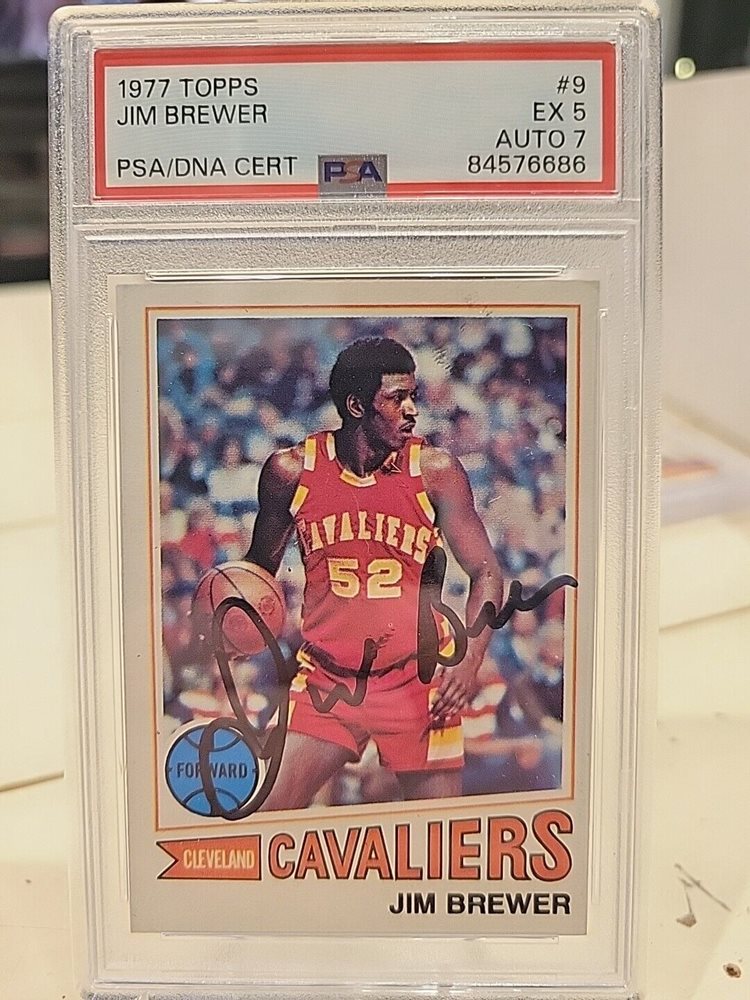 1977 TOPPS #9
JIM BREWER EX 5
AUTO 7
PSA/DNA CERT PSA 84576686
CAVALIERS
52
FORWARD
CLEVELAND CAVALIERS
JIM BREWER